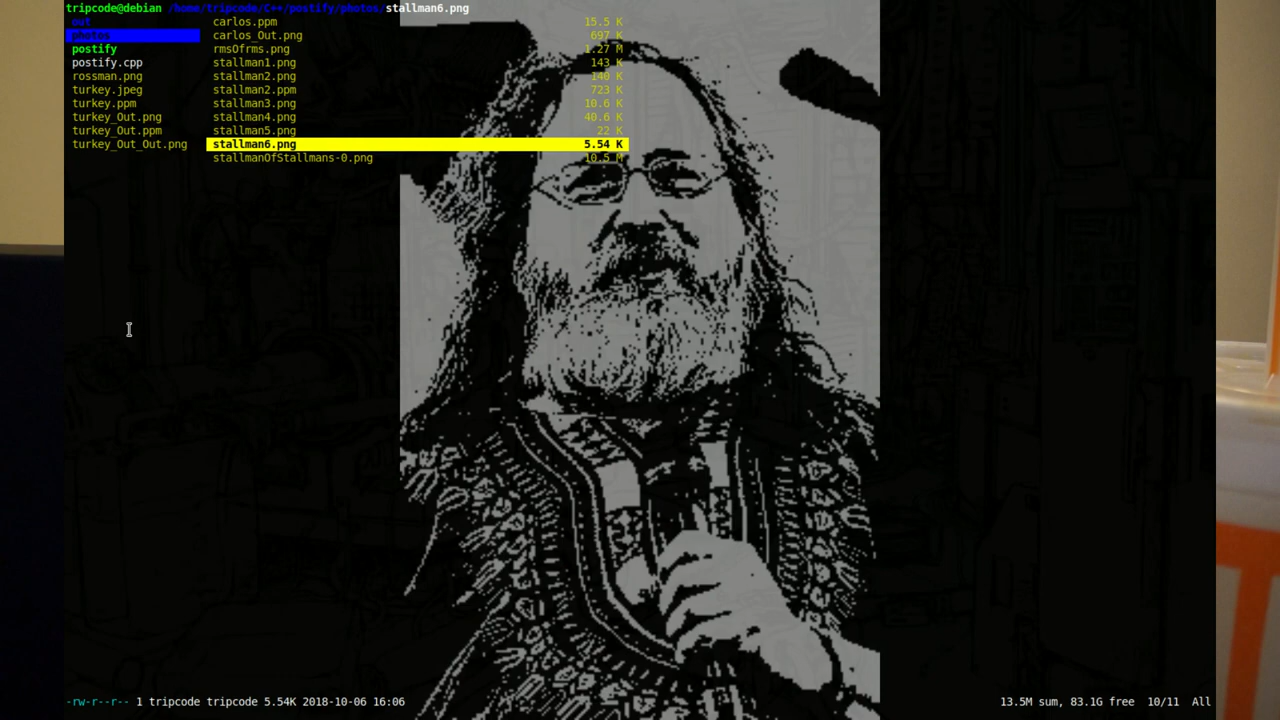 tripcode@debian /home/tripcode/C++/postify/photos/stallman6.png
out carlos.ppm 15.5 K
photos carlos_Out.png 697 K
postify rmsOfrms.png 1.27 M
postify.cpp stallman1.png 143 K
rossman.png stallman2.png 140 K
turkey.jpeg stallman2.ppm 723 K
turkey.ppm stallman3.png 10.6 K
turkey_Out.png stallman4.png 40.6 K
turkey_Out.ppm stallman5.png 22 K
turkey_Out_Out.png stallman6.png 5.54 K
stallmanOfStallmans-0.png 10.5 M
-rw-r--r-- 1 tripcode tripcode 5.54K 2018-10-06 16:06 13.5M sum, 83.1G free 10/11 All